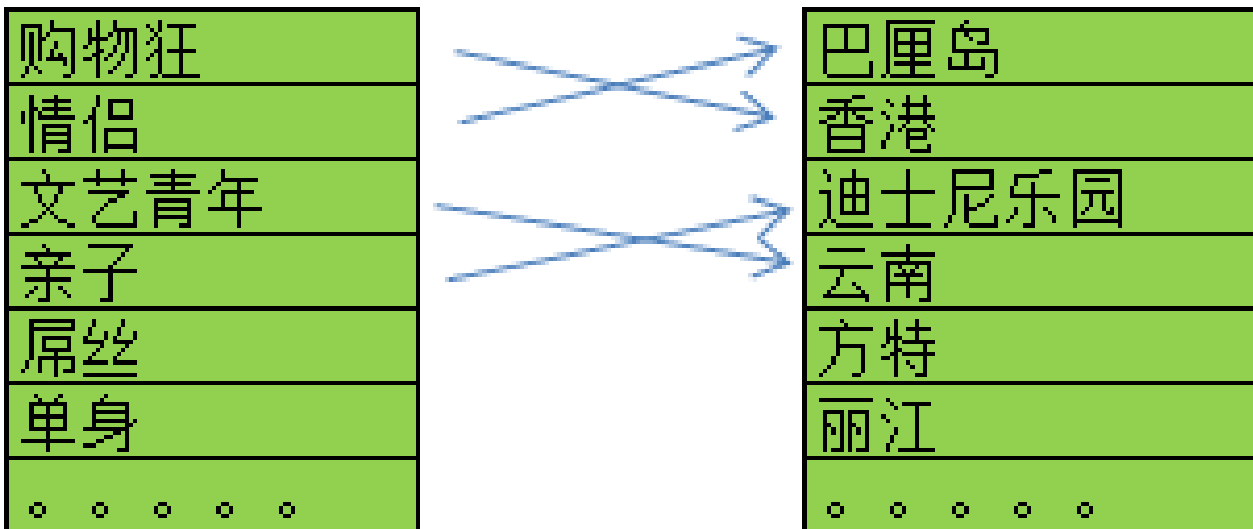 购物狂
情侣
文艺青年
亲子
屌丝
单身
。。。。。
巴厘岛
香港
迪士尼乐园
云南
方特
丽江
。。。。。